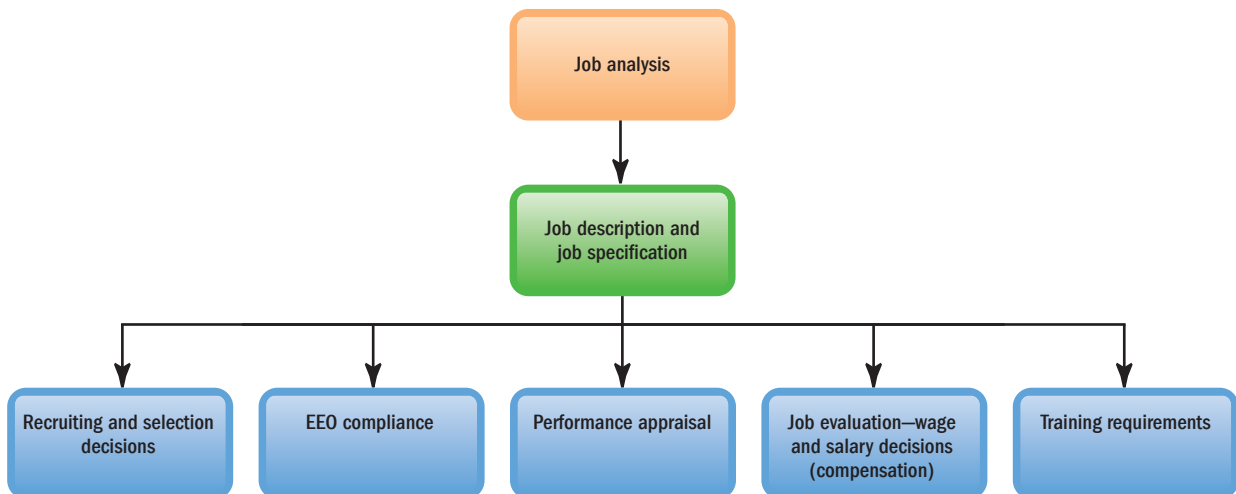 Job analysis
Job description and
job specification
Recruiting and selection
decisions
EEO compliance
Performance appraisal
Job evaluation—wage
and salary decisions
(compensation)
Training requirements